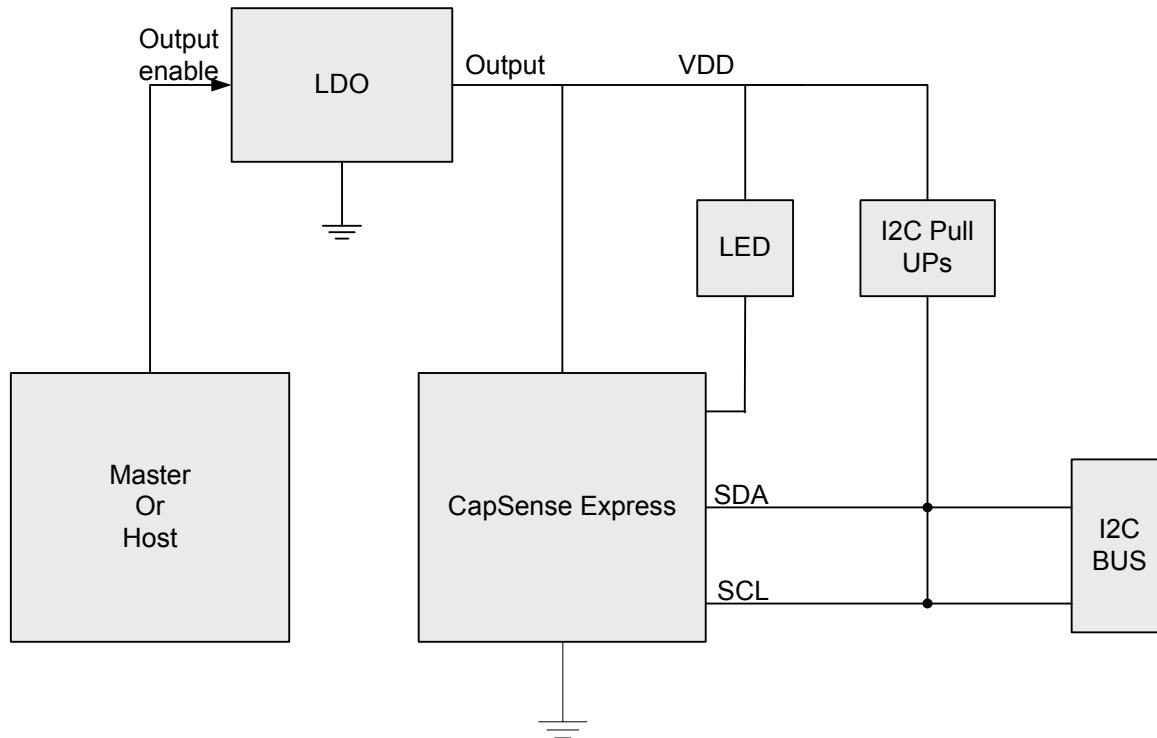 Output
enable
LDO
Output
VDD
LED
I2C Pull
UPs
Master
Or
Host
CapSense Express
SDA
SCL
I2C
BUS